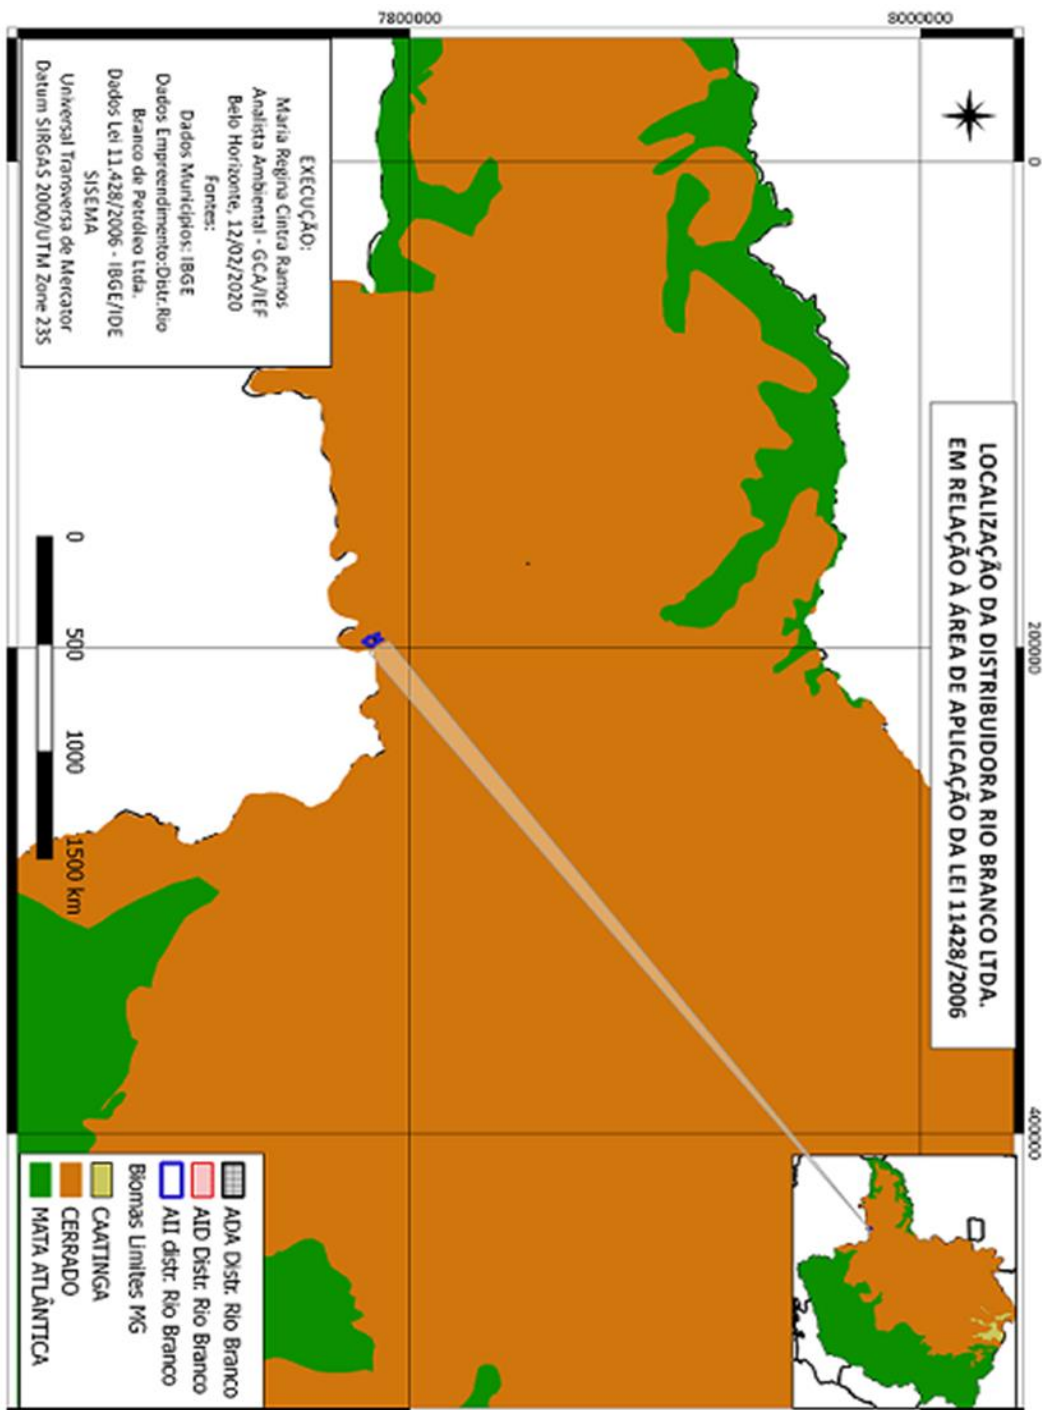 LOCALIZAÇÃO DA DISTRIBUIDORA RIO BRANCO LTDA.
EM RELAÇÃO À ÁREA DE APLICAÇÃO DA LEI 11428/2006
0
200000
400000
8000000
7800000
EXECUÇÃO:
Maria Regina Cintra Ramos
Analista Ambiental - GCA/IEF
Belo Horizonte, 12/02/2020
Fontes:
Dados Municípios: IBGE
Dados Empreendimento:Distr.Rio
Branco de Petróleo Ltda.
Dados Lei 11.428/2006 - IBGE/IDE
SISEMA
Universal Transversa de Mercator
Datum SIRGAS 2000/UTM Zone 23S
0 500 1000 1500 km
ADA Distr. Rio Branco
AID Distr. Rio Branco
AII distr. Rio Branco
Biomas Limites MG
CAATINGA
CERRADO
MATA ATLÂNTICA